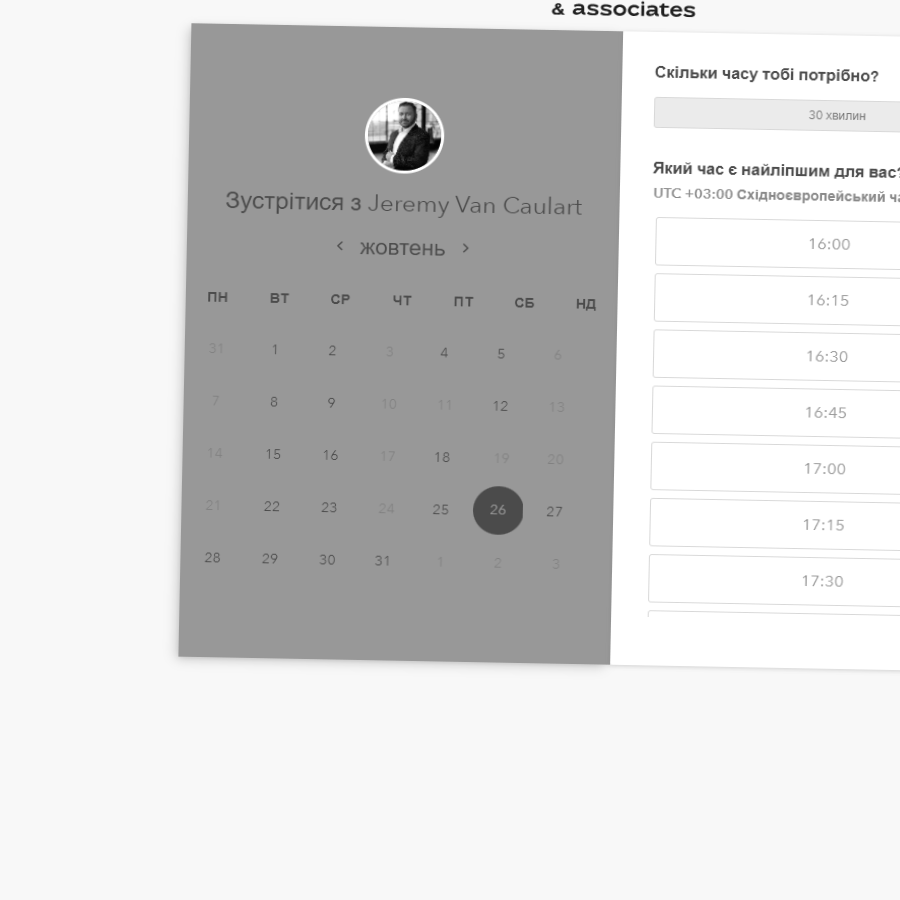 & associates
Зустрітися з Jeremy Van Caulart
‹ жовтень ›
ПН ВТ СР ЧТ ПТ СБ НД
31 1 2 3 4 5 6
7 8 9 10 11 12 13
14 15 16 17 18 19 20
21 22 23 24 25 26 27
28 29 30 31 1 2 3
Скільки часу тобі потрібно?
30 хвилин
Який час є найліпшим для вас?
UTC +03:00 Східноєвропейський
16:00
16:15
16:30
16:45
17:00
17:15
17:30